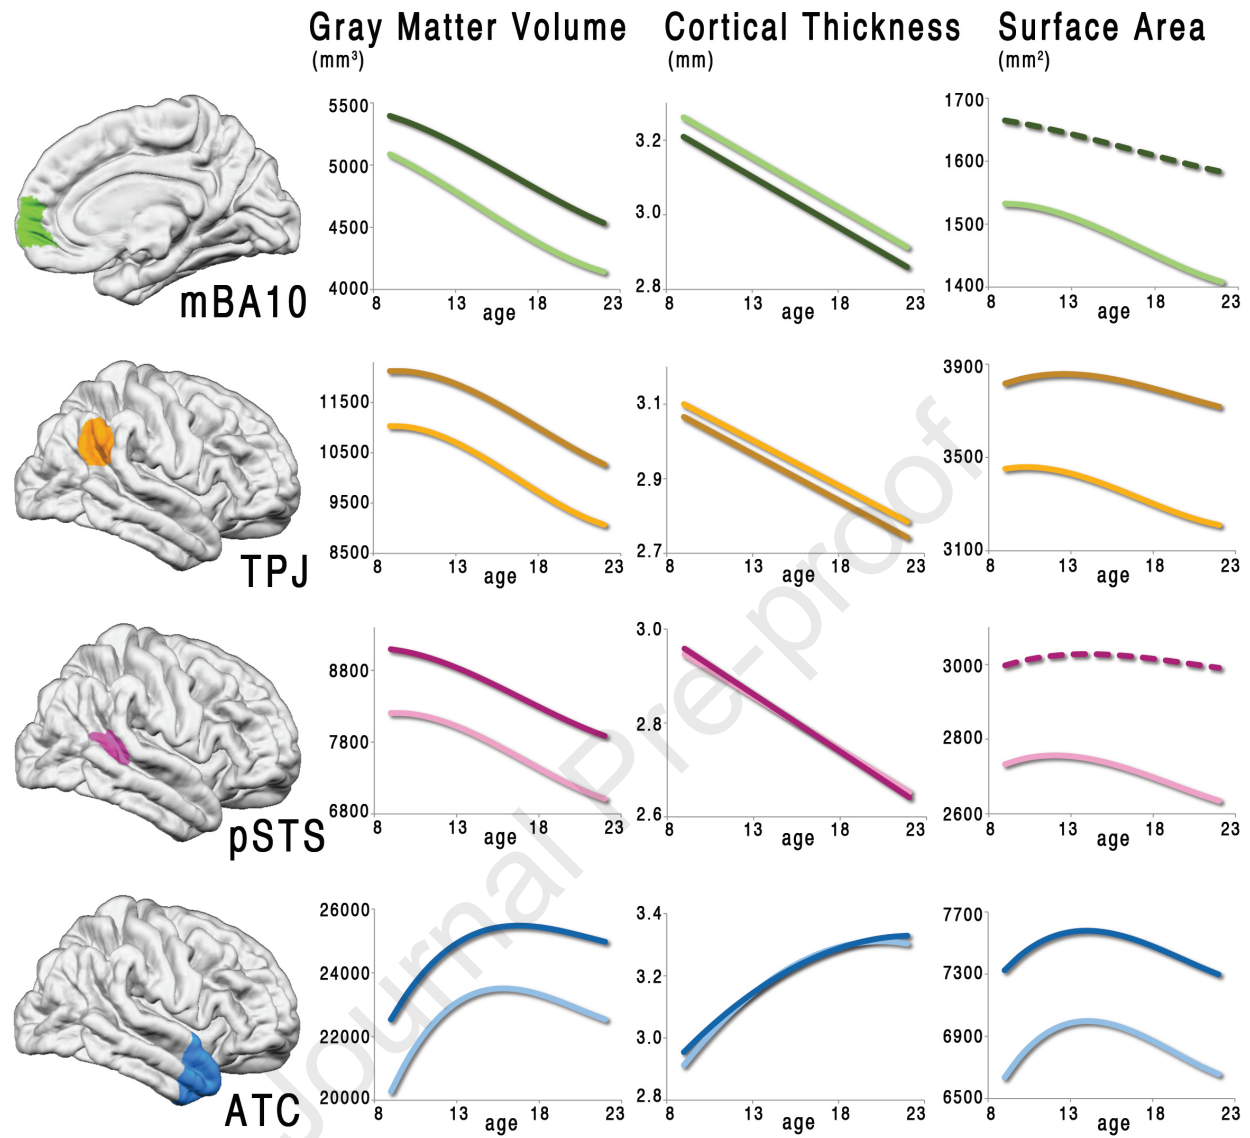 Gray Matter Volume Cortical Thickness Surface Area
(mm³) (mm) (mm²)
5500
5000
4500
4000
8 13 18 23
age
3.2
3.0
2.8
8 13 18 23
age
1700
1600
1500
1400
8 13 18 23
age
mBA10
11500
10500
9500
8500
8 13 18 23
age
3.1
2.9
2.7
8 13 18 23
age
3900
3500
3100
8 13 18 23
age
TPJ
8800
7800
6800
8 13 18 23
age
3.0
2.8
2.6
8 13 18 23
age
3000
2800
2600
8 13 18 23
age
pSTS
26000
24000
22000
20000
8 13 18 23
age
3.4
3.2
3.0
2.8
8 13 18 23
age
7700
7300
6900
6500
8 13 18 23
age
ATC
Journal Pre-proof